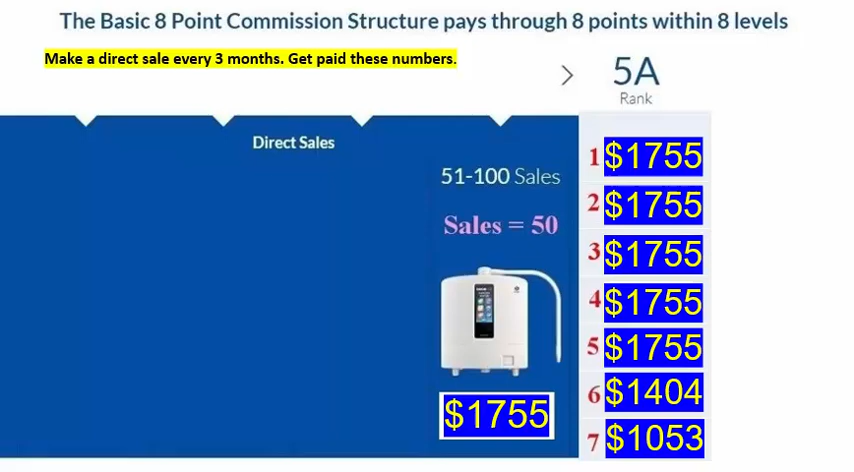 The Basic 8 Point Commission Structure pays through 8 points within 8 levels
Make a direct sale every 3 months. Get paid these numbers.
> 5A
Rank
Direct Sales
51-100 Sales
Sales = 50
$1755
1 $1755
2 $1755
3 $1755
4 $1755
5 $1755
6 $1404
7 $1053